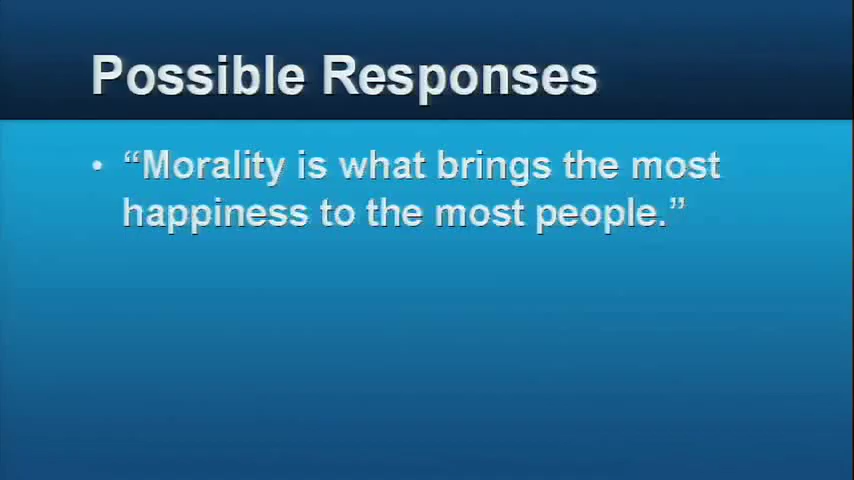 Possible Responses
• “Morality is what brings the most
happiness to the most people.”